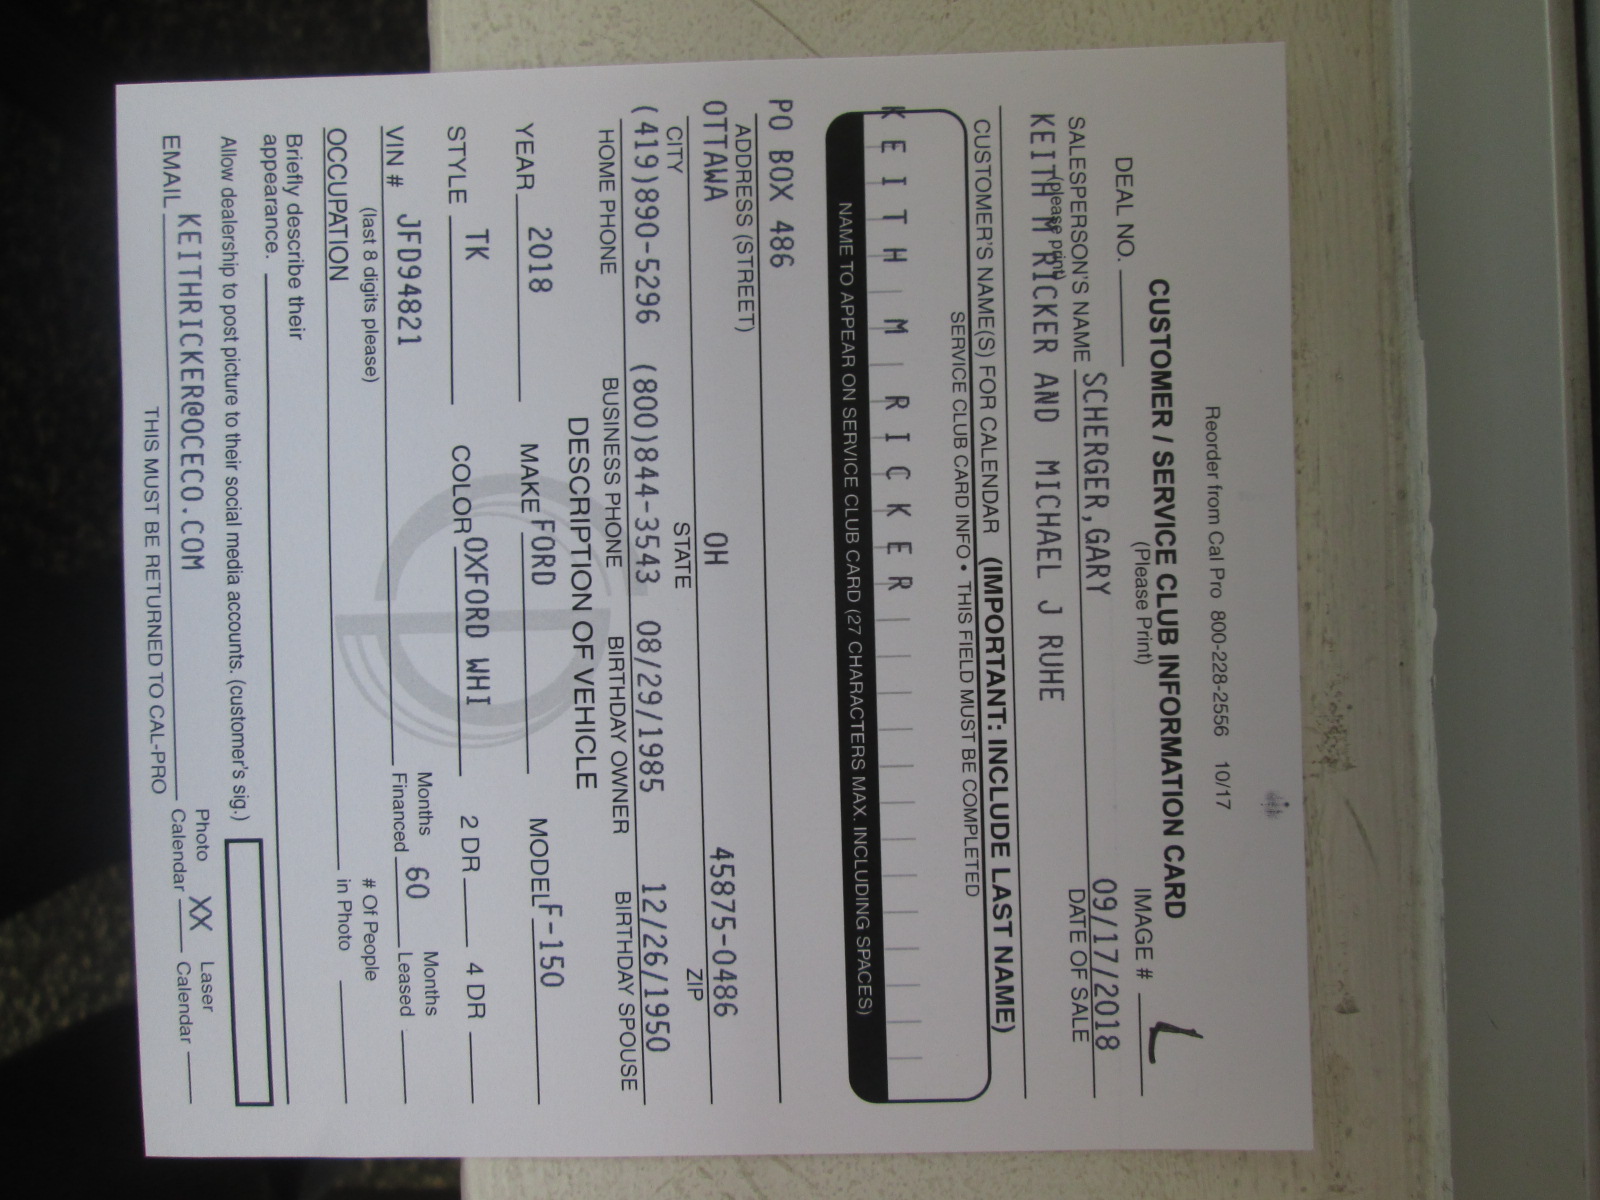 Reorder from Cal Pro 800-228-2556 10/17
CUSTOMER / SERVICE CLUB INFORMATION CARD
(Please Print)
DEAL NO. IMAGE #
SALESPERSON'S NAME SCHERGER,GARY 09/17/2018
(please print) DATE OF SALE
KEITH M RICKER AND MICHAEL J RUHE
CUSTOMER'S NAME(S) FOR CALENDAR (IMPORTANT: INCLUDE LAST NAME)
SERVICE CLUB CARD INFO • THIS FIELD MUST BE COMPLETED
KEITH M RICKER
NAME TO APPEAR ON SERVICE CLUB CARD (27 CHARACTERS MAX. INCLUDING SPACES)
PO BOX 486
ADDRESS (STREET)
OTTAWA OH 45875-0486
CITY STATE ZIP
(419)890-5296 (800)844-3543 08/29/1985 12/26/1950
HOME PHONE BUSINESS PHONE BIRTHDAY OWNER BIRTHDAY SPOUSE
DESCRIPTION OF VEHICLE
YEAR 2018 MAKE FORD MODEL F-150
STYLE TK COLOR OXFORD WHI 2 DR 4 DR
VIN # JFD94821 Months Financed 60 Months Leased
(last 8 digits please)
OCCUPATION # Of People in Photo
Briefly describe their
appearance.
Allow dealership to post picture to their social media accounts. (customer's sig.)
EMAIL KEITHRICKER@OCECO.COM Photo Calendar XX Laser Calendar
THIS MUST BE RETURNED TO CAL-PRO